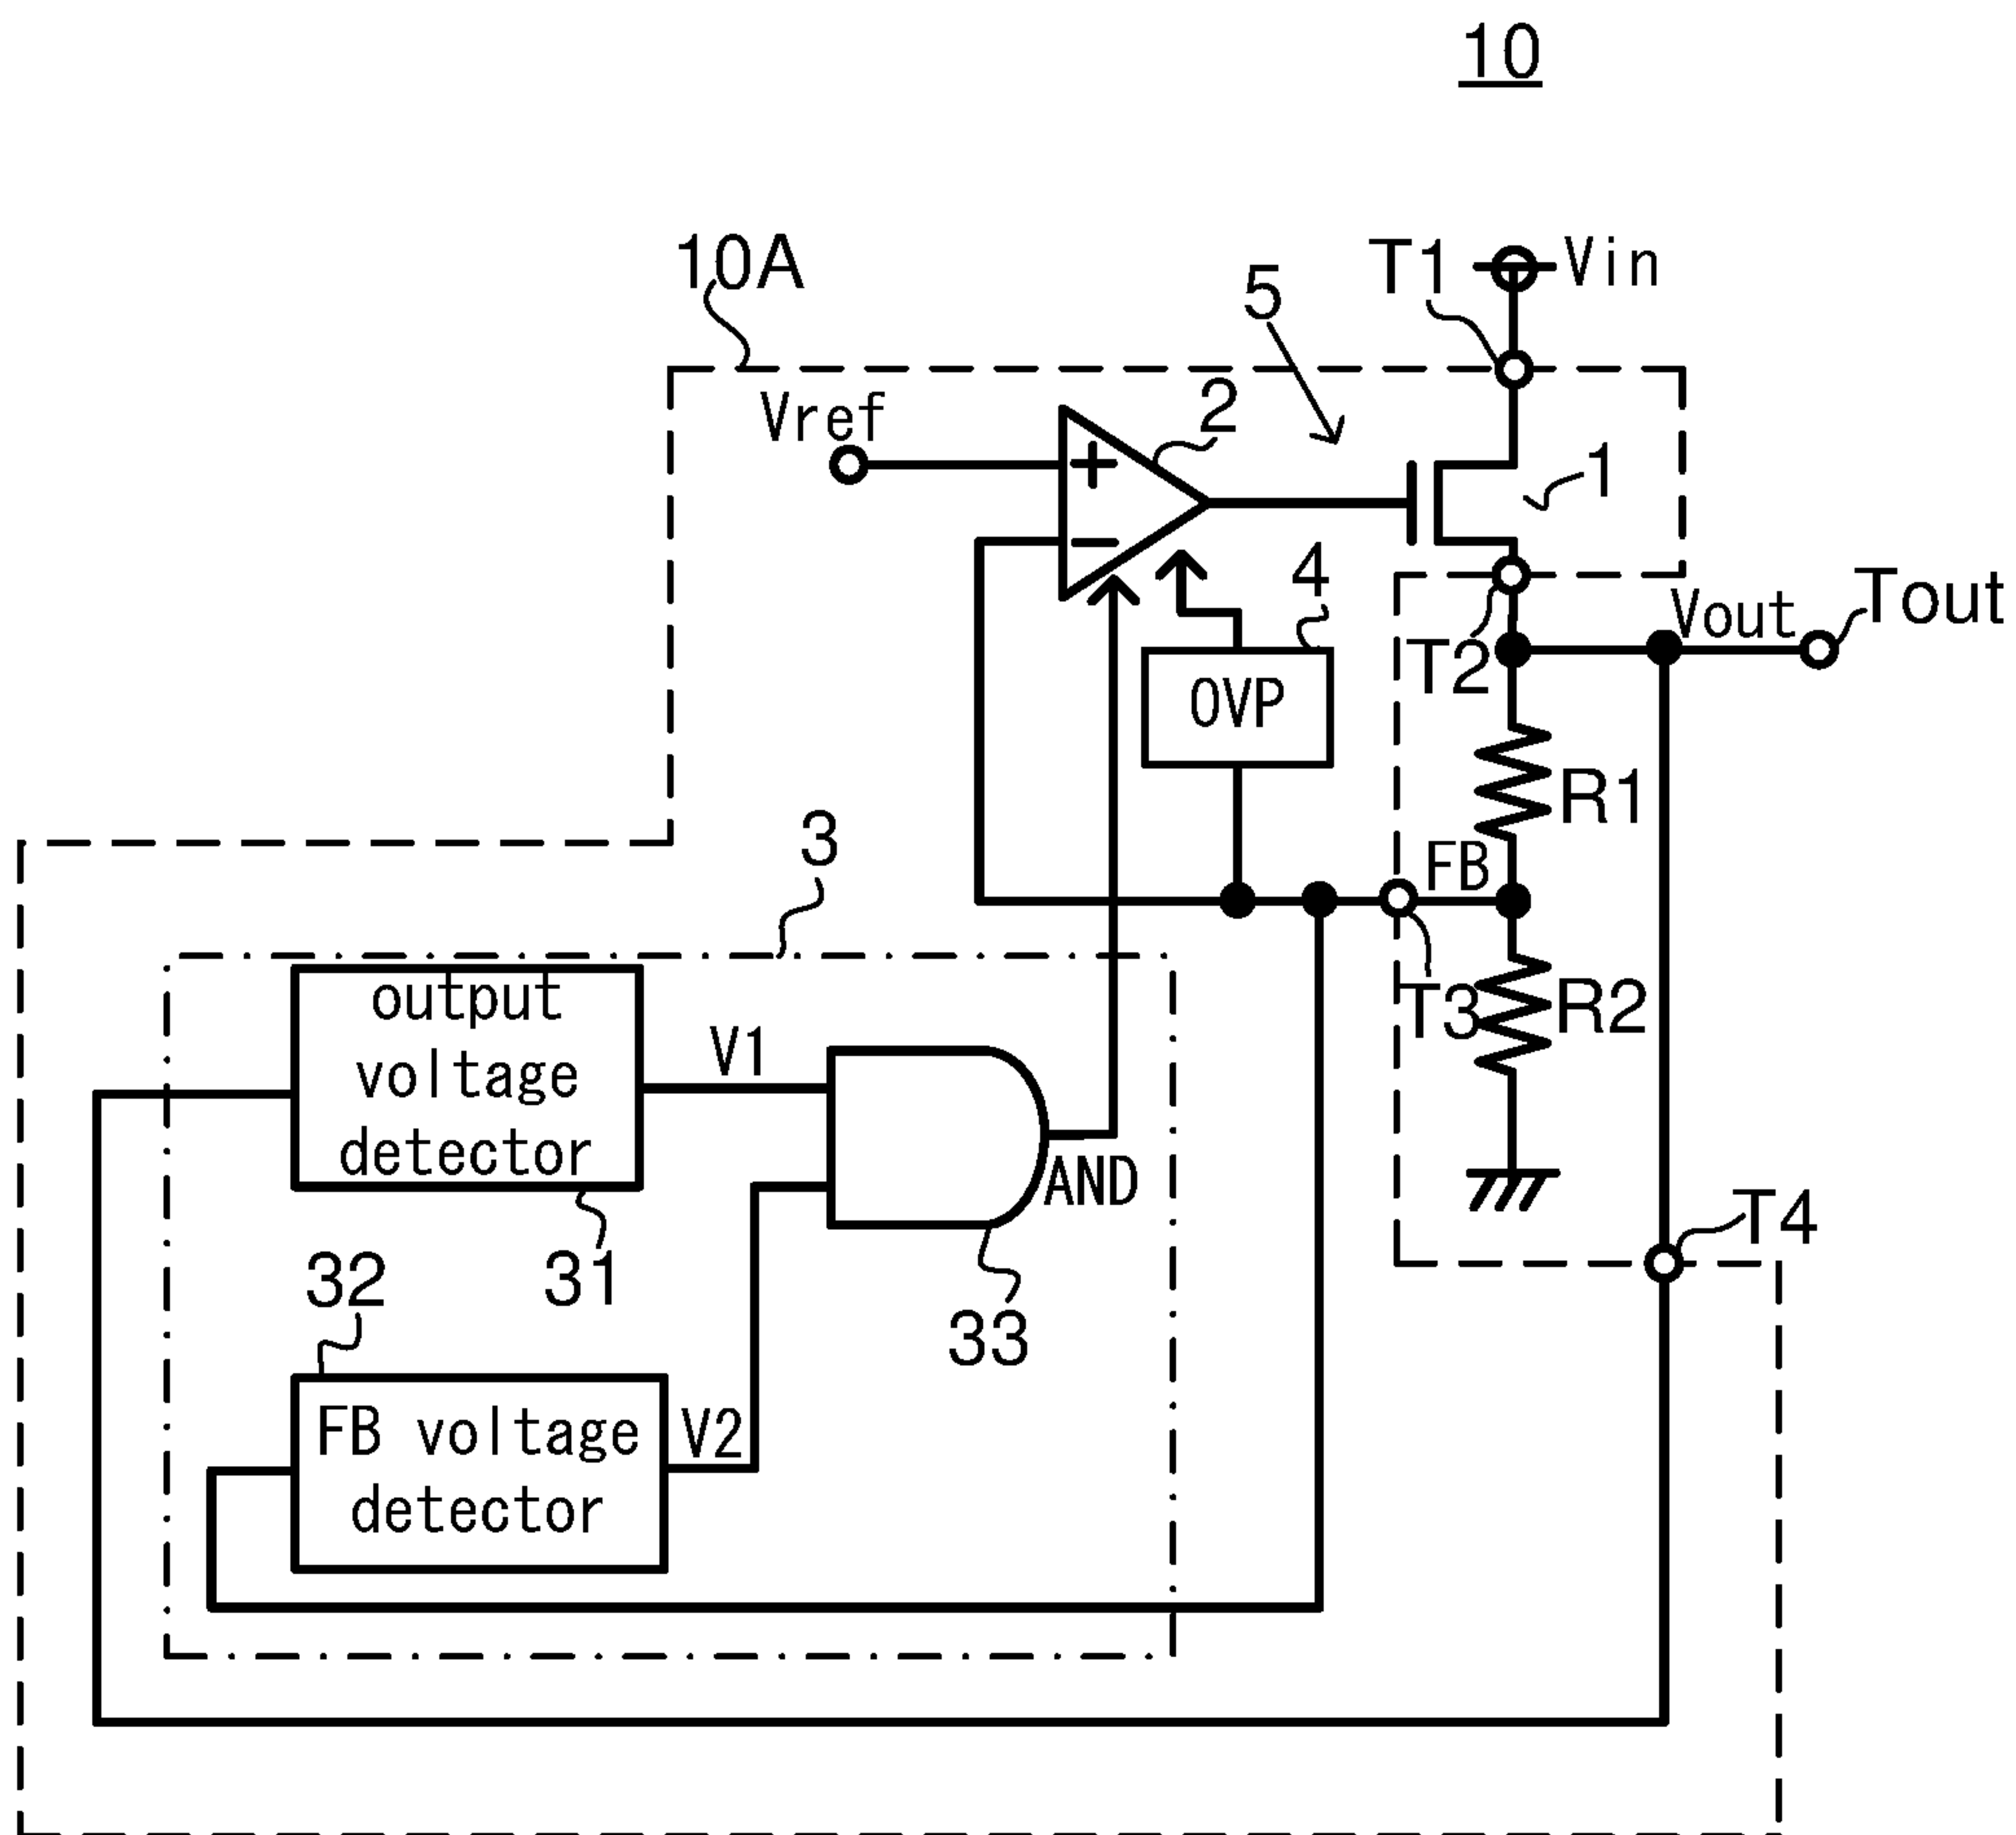 10
10A
T1
Vin
5
Vref
2
+
1
−
4
Tout
Vout
T2
OVP
R1
3
FB
output
voltage
detector
V1
T3
R2
AND
T4
31
32
33
FB voltage
detector
V2